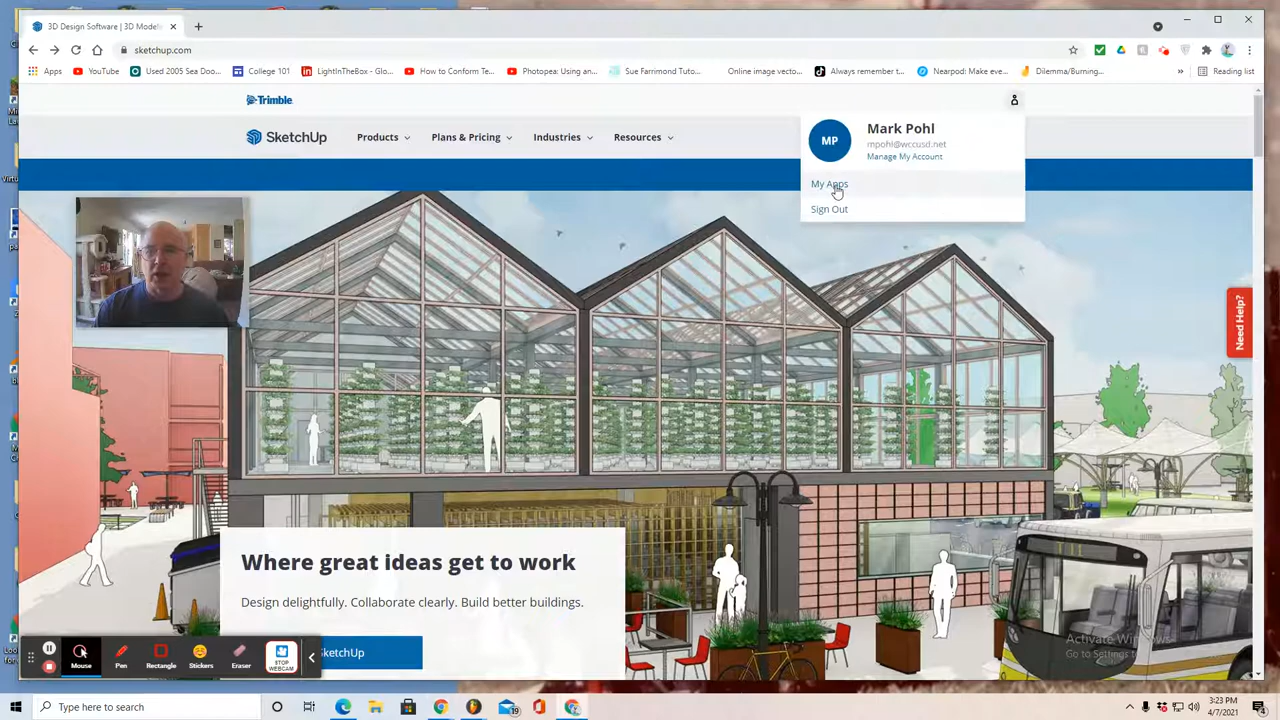 3D Design Software | 3D Modeli
sketchup.com
Apps
YouTube
Used 2005 Sea Doo...
College 101
LightInTheBox - Glo...
How to Conform Te...
Photopea: Using an...
Sue Farrimond Tuto...
Online image vecto...
Always remember t...
Nearpod: Make eve...
Dilemma/Burning...
»
Reading list
Trimble
SketchUp
Products
Plans & Pricing
Industries
Resources
MP
Mark Pohl
mpohl@wccusd.net
Manage My Account
My Apps
Sign Out
Need Help?
Where great ideas get to work
Design delightfully. Collaborate clearly. Build better buildings.
SketchUp
Mouse
Pen
Rectangle
Stickers
Eraser
STOP
WEBCAM
Activate Windows
Go to Settings to
Type here to search
19
3:23 PM
4/7/2021
4